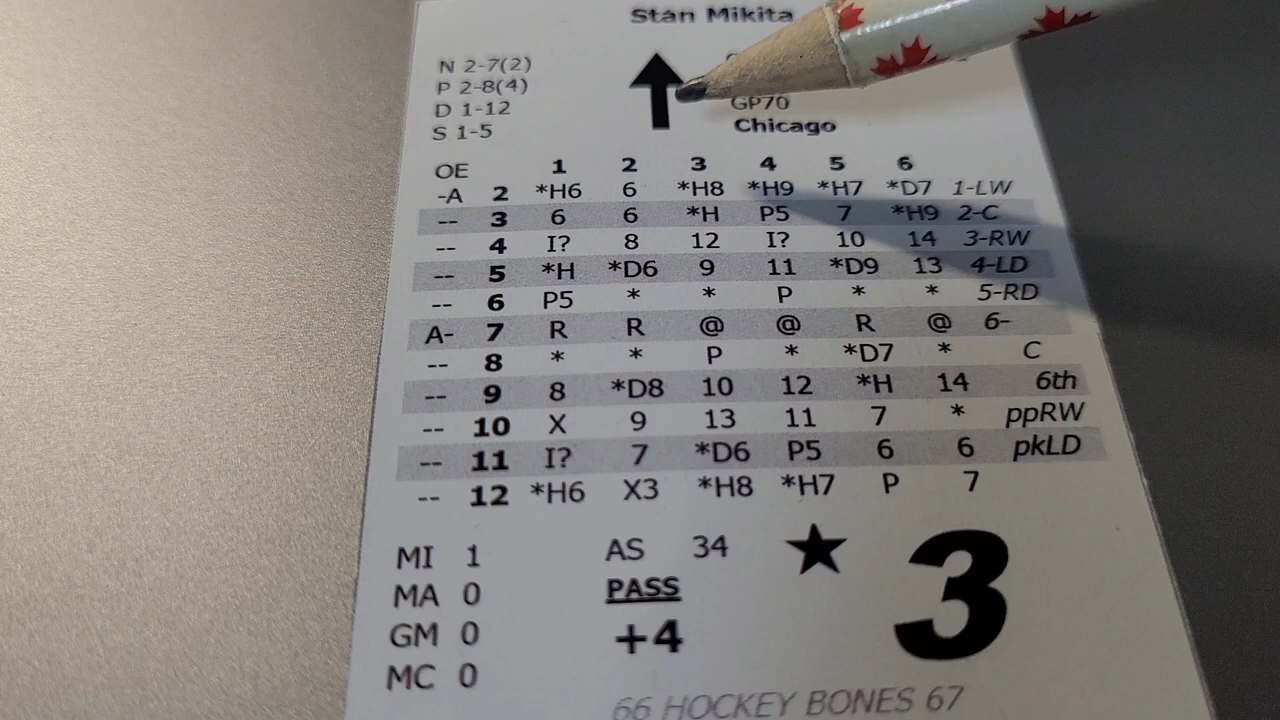 Stan Mikita
N 2-7(2)
P 2-8(4)
D 1-12
GP70
S 1-5
Chicago
OE 1 2 3 4 5 6
-A 2 *H6 6 *H8 *H9 *H7 *D7 1-LW
-- 3 6 6 *H P5 7 *H9 2-C
-- 4 I? 8 12 I? 10 14 3-RW
-- 5 *H *D6 9 11 *D9 13 4-LD
-- 6 P5 * * P * * 5-RD
A- 7 R R @ @ R @ 6-
-- 8 * * P * *D7 * C
-- 9 8 *D8 10 12 *H 14 6th
-- 10 X 9 13 11 7 * ppRW
-- 11 I? 7 *D6 P5 6 6 pkLD
-- 12 *H6 X3 *H8 *H7 P 7
MI 1 AS 34 ★ 3
MA 0 PASS
GM 0 +4
MC 0
66 HOCKEY BONES 67